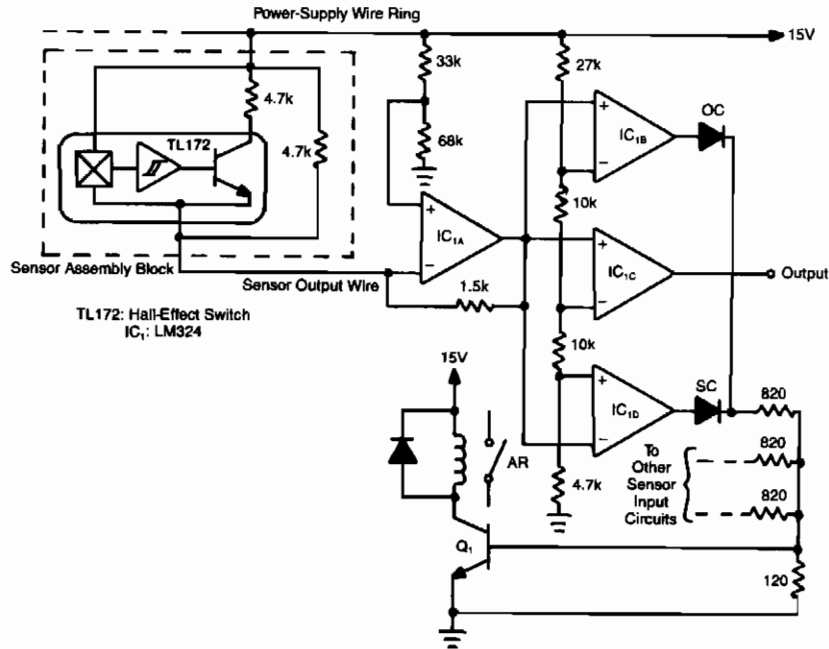 Power-Supply Wire Ring
15V
33k
27k
4.7k
OC
TL172
4.7k
68k
IC1B
10k
IC1A
IC1C
Output
Sensor Assembly Block
Sensor Output Wire
1.5k
TL172: Hall-Effect Switch
IC1: LM324
10k
15V
SC
820
IC1D
AR
To
Other
Sensor
Input
Circuits
820
4.7k
820
Q1
120